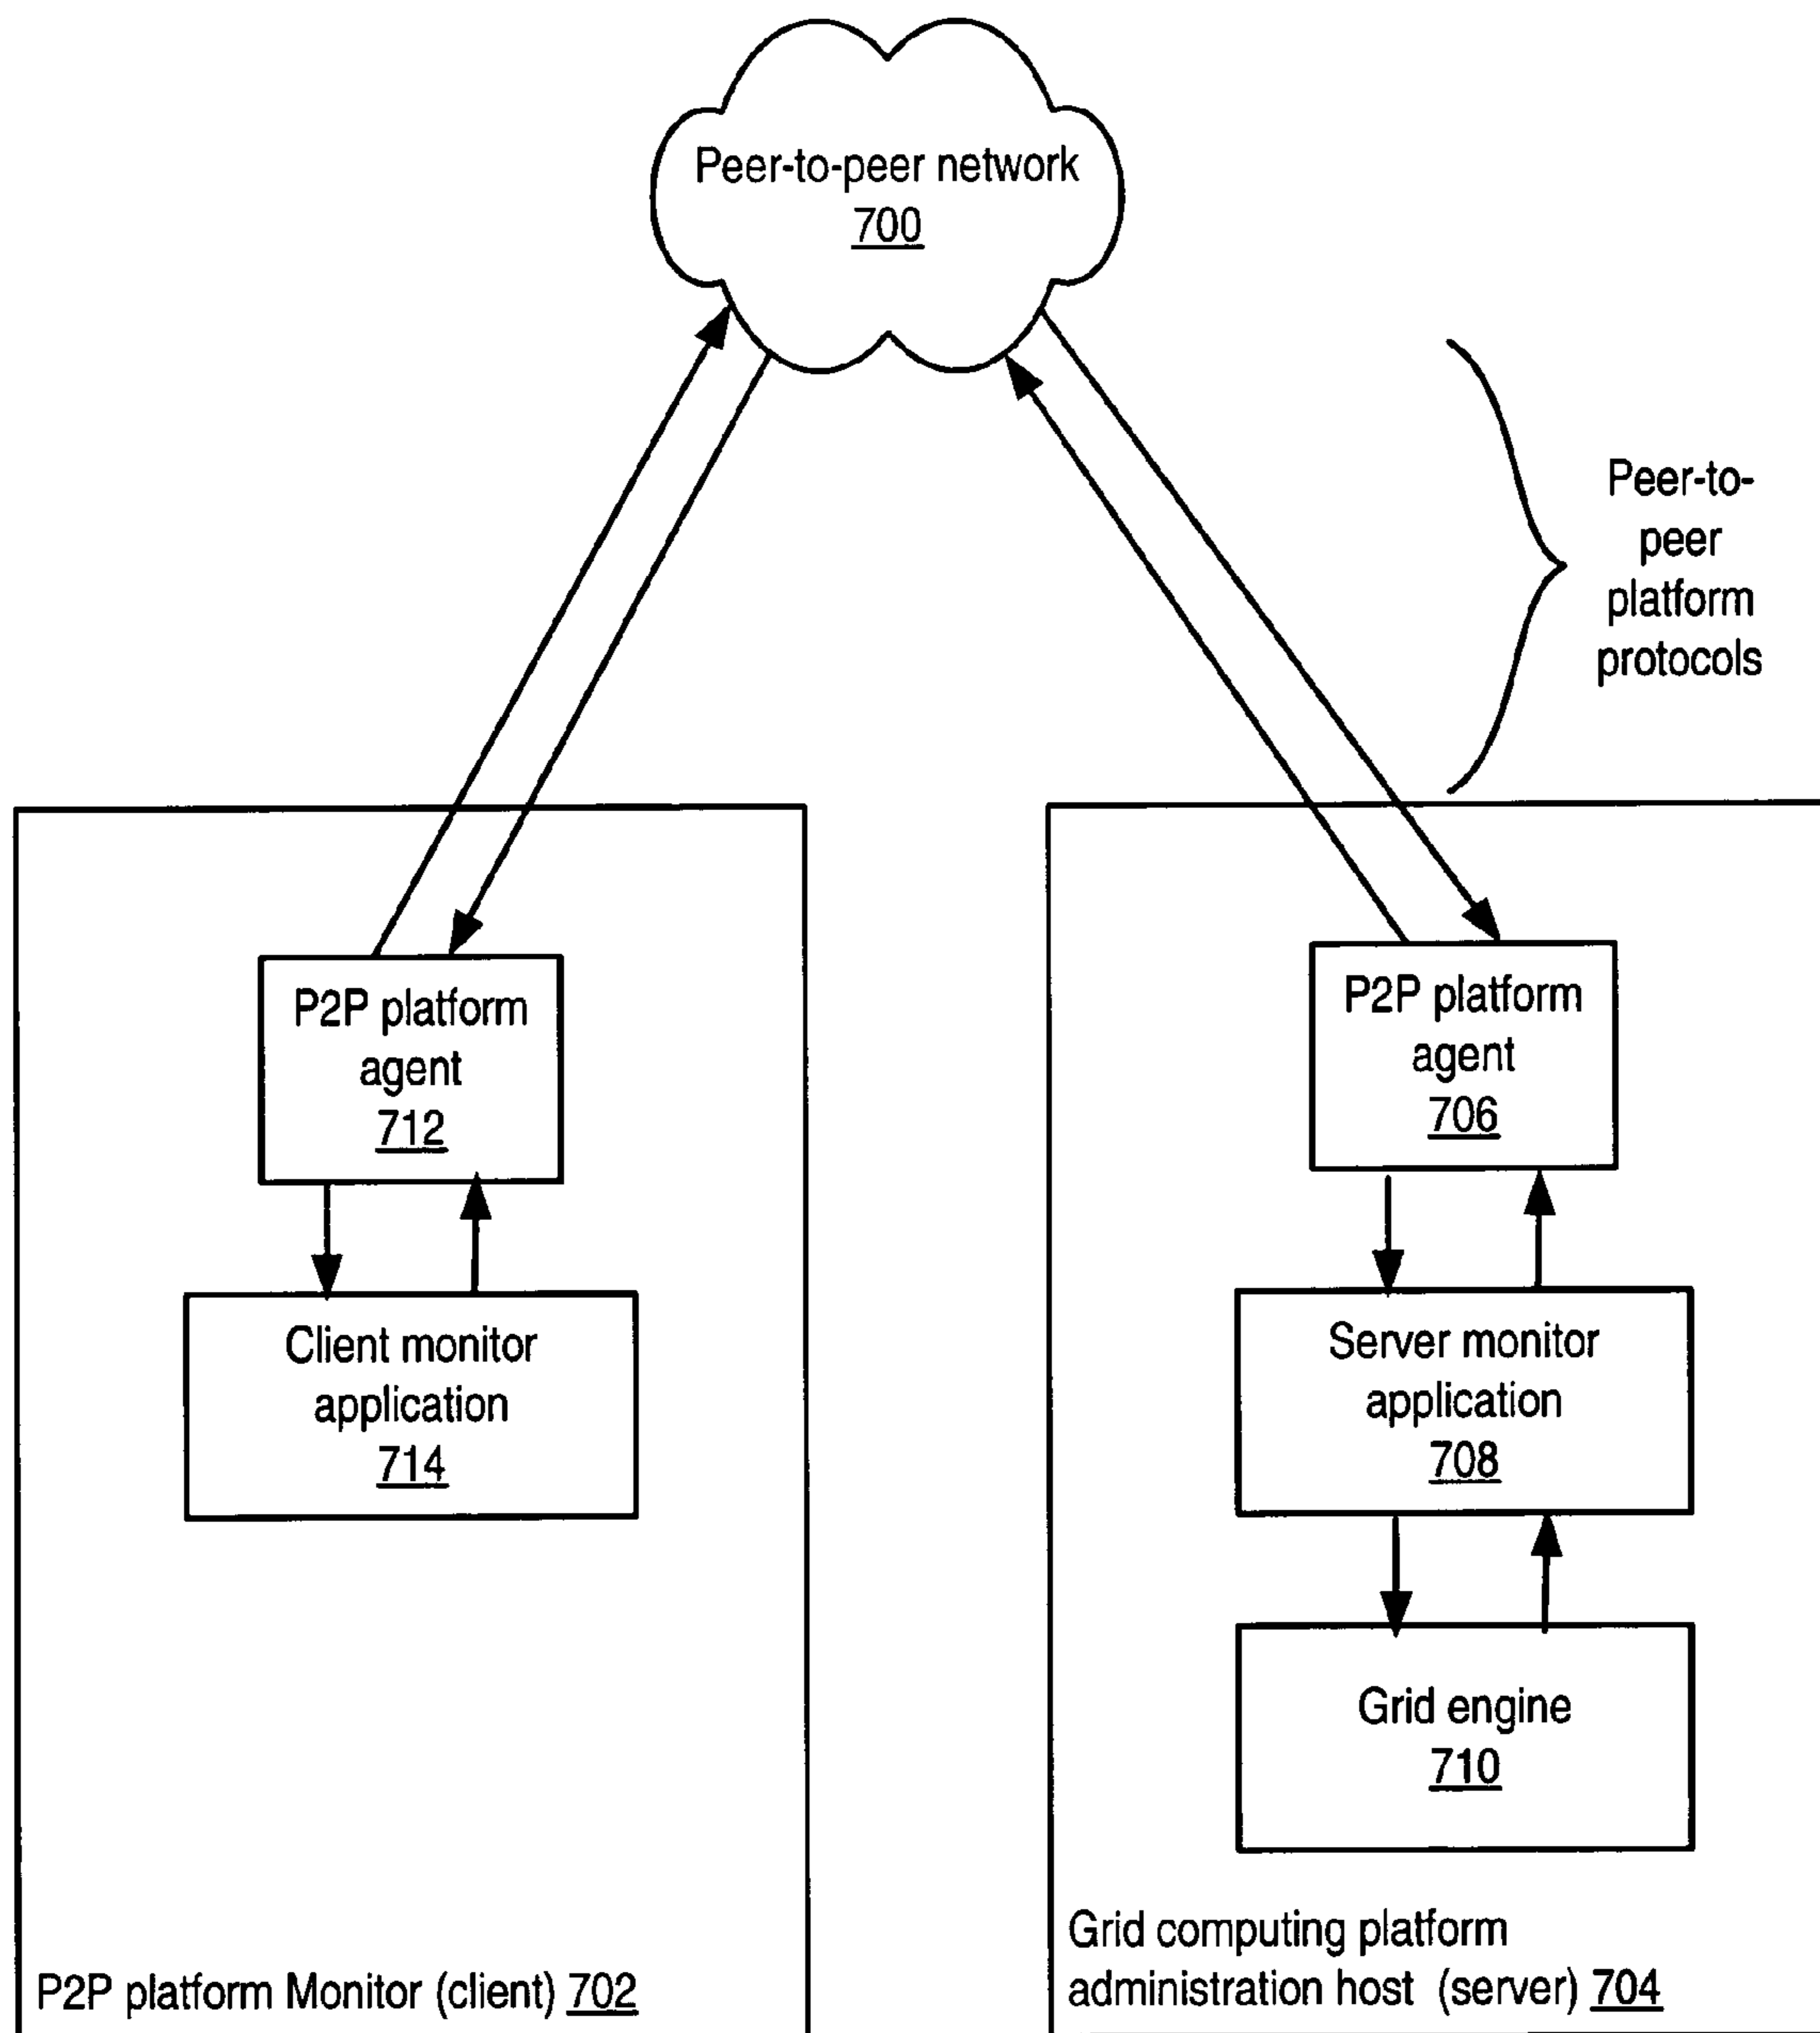 Peer-to-peer network
700
Peer-to-
peer
platform
protocols
P2P platform
agent
712
P2P platform
agent
706
Client monitor
application
714
Server monitor
application
708
Grid engine
710
P2P platform Monitor (client) 702
Grid computing platform
administration host (server) 704